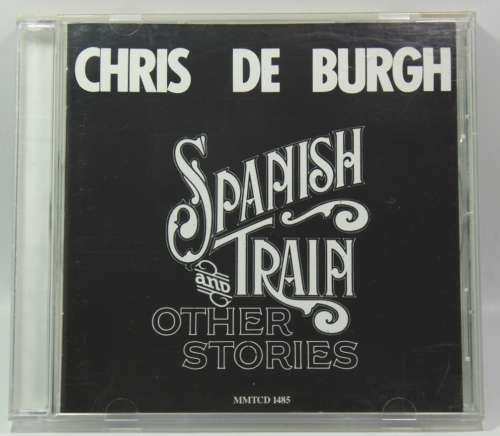 CHRIS DE BURGH
SPANISH
AND TRAIN
OTHER
STORIES
MMTCD 1485